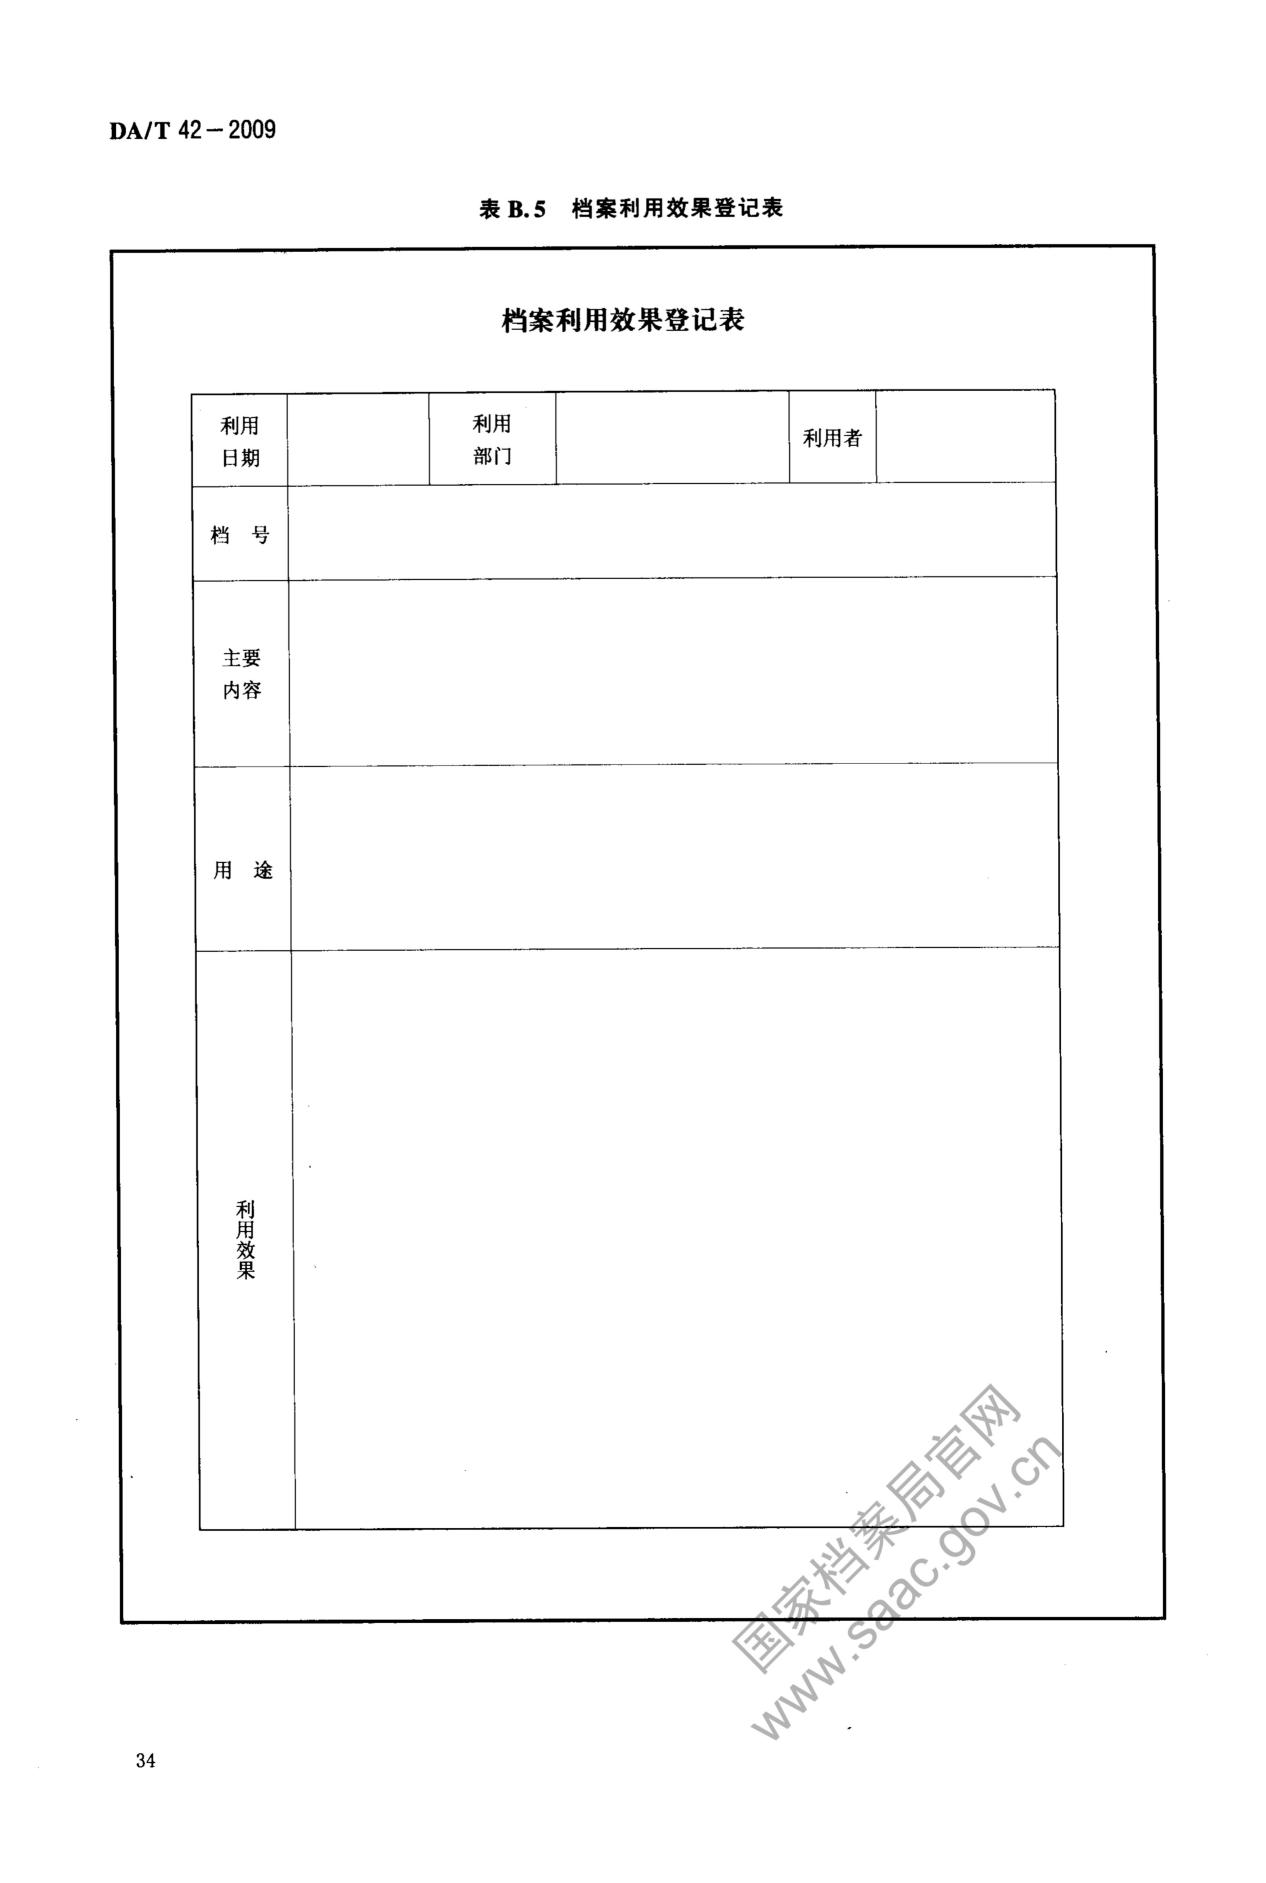 DA/T 42—2009
表 B.5 档案利用效果登记表
档案利用效果登记表
利用
日期
利用
部门
利用者
档 号
主要
内容
用 途
利用效果
国家档案局官网
www.saac.gov.cn
34